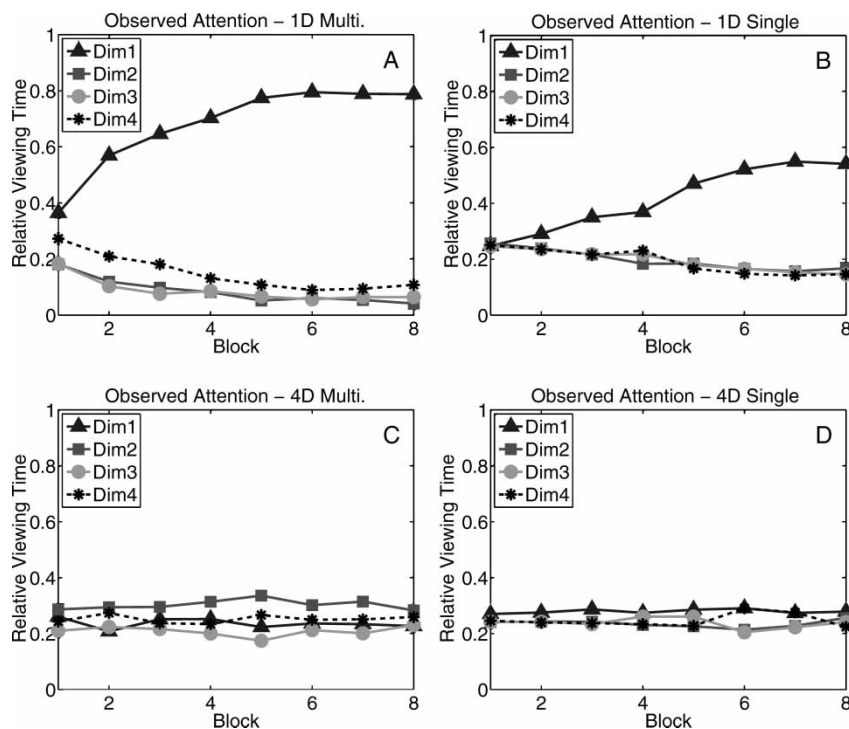 Observed Attention – 1D Multi.
A
Dim1
Dim2
Dim3
Dim4
1
0.8
0.6
0.4
0.2
0
Relative Viewing Time
2 4 6 8
Block
Observed Attention – 1D Single
B
Dim1
Dim2
Dim3
Dim4
1
0.8
0.6
0.4
0.2
0
Relative Viewing Time
2 4 6 8
Block
Observed Attention – 4D Multi.
C
Dim1
Dim2
Dim3
Dim4
1
0.8
0.6
0.4
0.2
0
Relative Viewing Time
2 4 6 8
Block
Observed Attention – 4D Single
D
Dim1
Dim2
Dim3
Dim4
1
0.8
0.6
0.4
0.2
0
Relative Viewing Time
2 4 6 8
Block